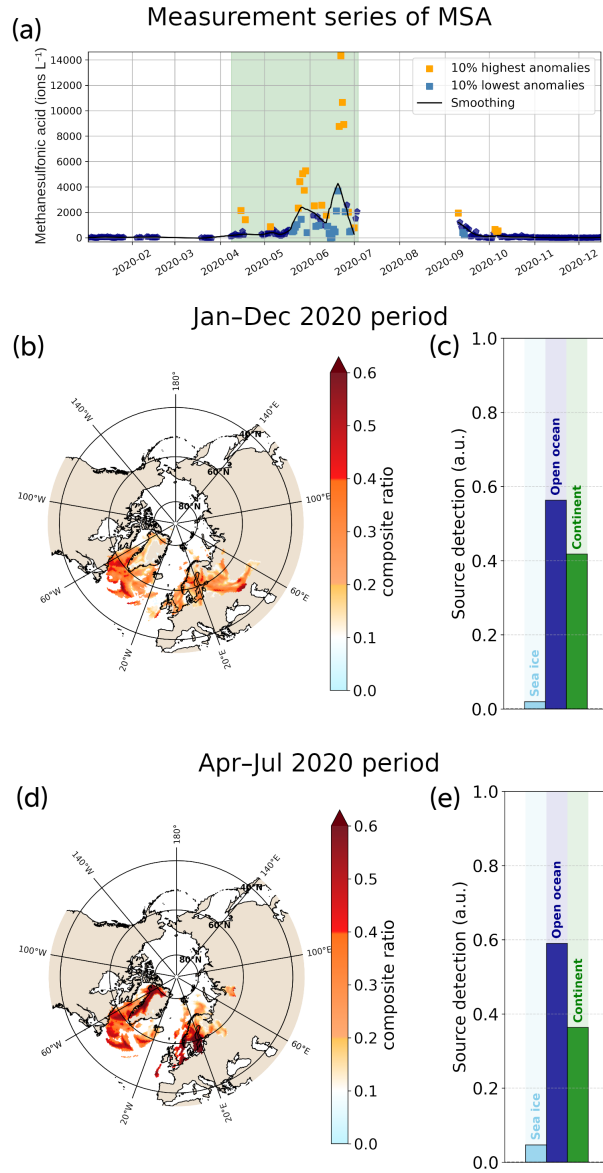 Measurement series of MSA
(a)
Methanesulfonic acid (ions L⁻¹)
14000
12000
10000
8000
6000
4000
2000
0
10% highest anomalies
10% lowest anomalies
Smoothing
2020-02
2020-03
2020-04
2020-05
2020-06
2020-07
2020-08
2020-09
2020-10
2020-11
2020-12
Jan–Dec 2020 period
(b)
180°
140°W
140°E
100°W
100°E
60°W
60°E
20°W
20°E
40°N
60°N
80°N
0.6
0.5
0.4
0.3
0.2
0.1
0.0
composite ratio
(c)
Source detection (a.u.)
1.0
0.8
0.6
0.4
0.2
0.0
Sea ice
Open ocean
Continent
Apr–Jul 2020 period
(d)
180°
140°W
140°E
100°W
100°E
60°W
60°E
20°W
20°E
40°N
60°N
80°N
0.6
0.5
0.4
0.3
0.2
0.1
0.0
composite ratio
(e)
Source detection (a.u.)
1.0
0.8
0.6
0.4
0.2
0.0
Sea ice
Open ocean
Continent